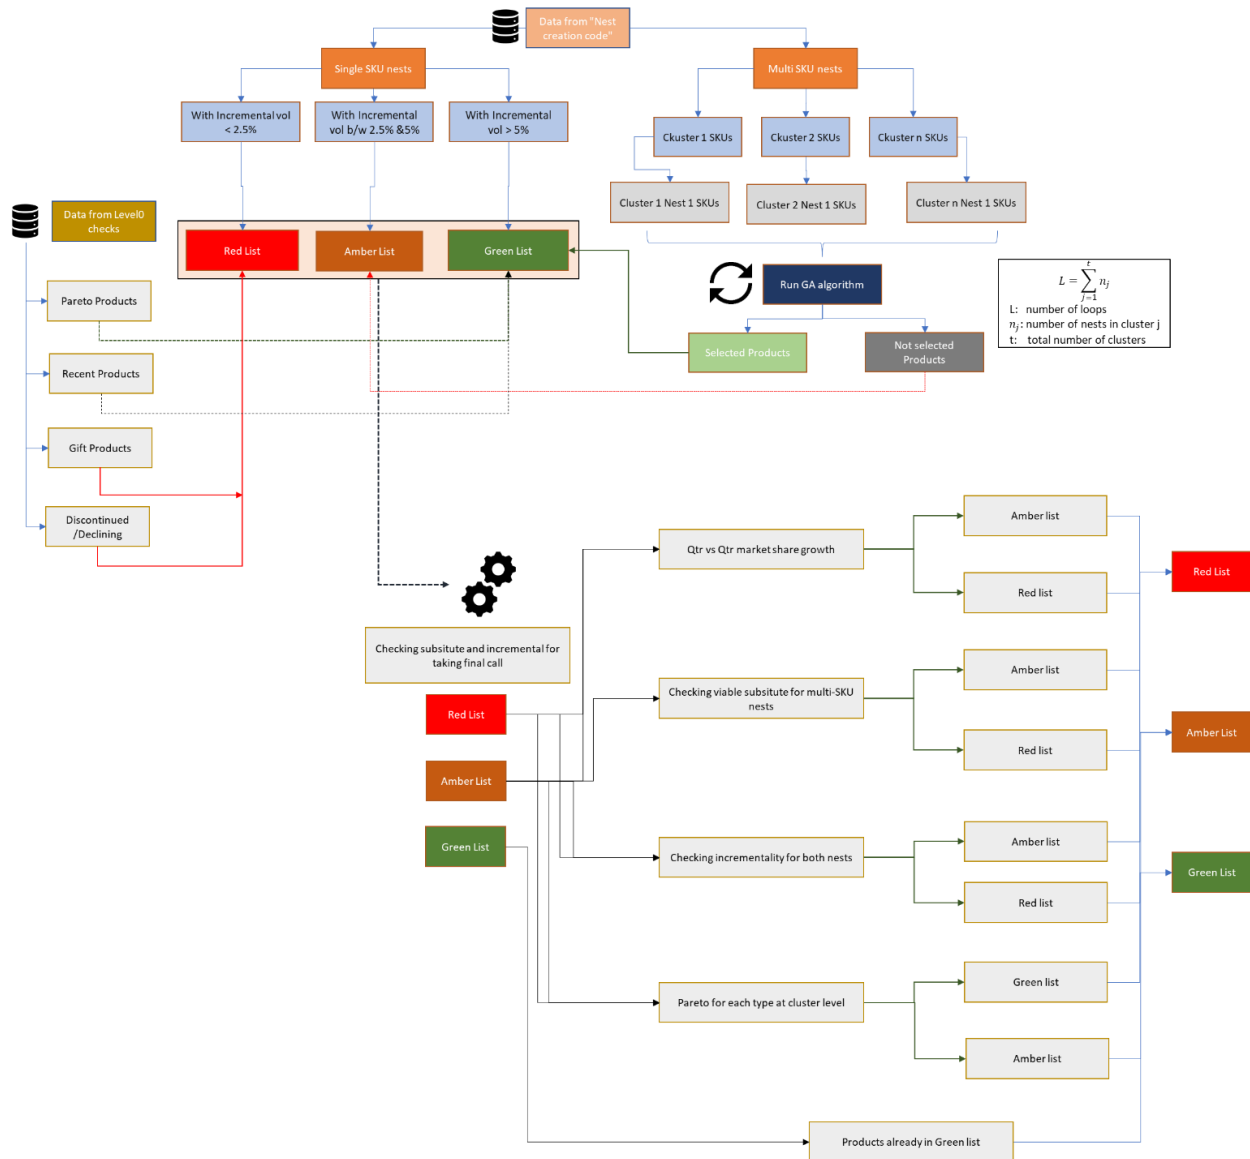 Data from "Nest
creation code"
Single SKU nests
Multi SKU nests
With Incremental vol
< 2.5%
With Incremental
vol b/w 2.5% &5%
With Incremental
vol > 5%
Ckuster 1 SKUs
Ckuster 2 SKUs
Ckuster n SKUs
Cluster 1 Nest 1 SKUs
Cluster 2 Nest 1 SKUs
Cluster n Nest 1 SKUs
Data from Level0
checks
Red List
Amber List
Green List
Run GA algorithm
L = ∑_{j=1}^{t} n_j
L: number of loops
n_j: number of nests in cluster j
t: total number of clusters
Pareto Products
Selected Products
Not selected
Products
Recent Products
Gift Products
Discontinued
/Declining
Checking subsitute and incremental for
taking final call
Red List
Amber List
Green List
Qtr vs Qtr market share growth
Amber list
Red list
Checking viable subsitute for multi-SKU
nests
Amber list
Red list
Checking incrementality for both nests
Amber list
Red list
Pareto for each type at cluster level
Green list
Amber list
Products already in Green list
Red List
Amber List
Green List